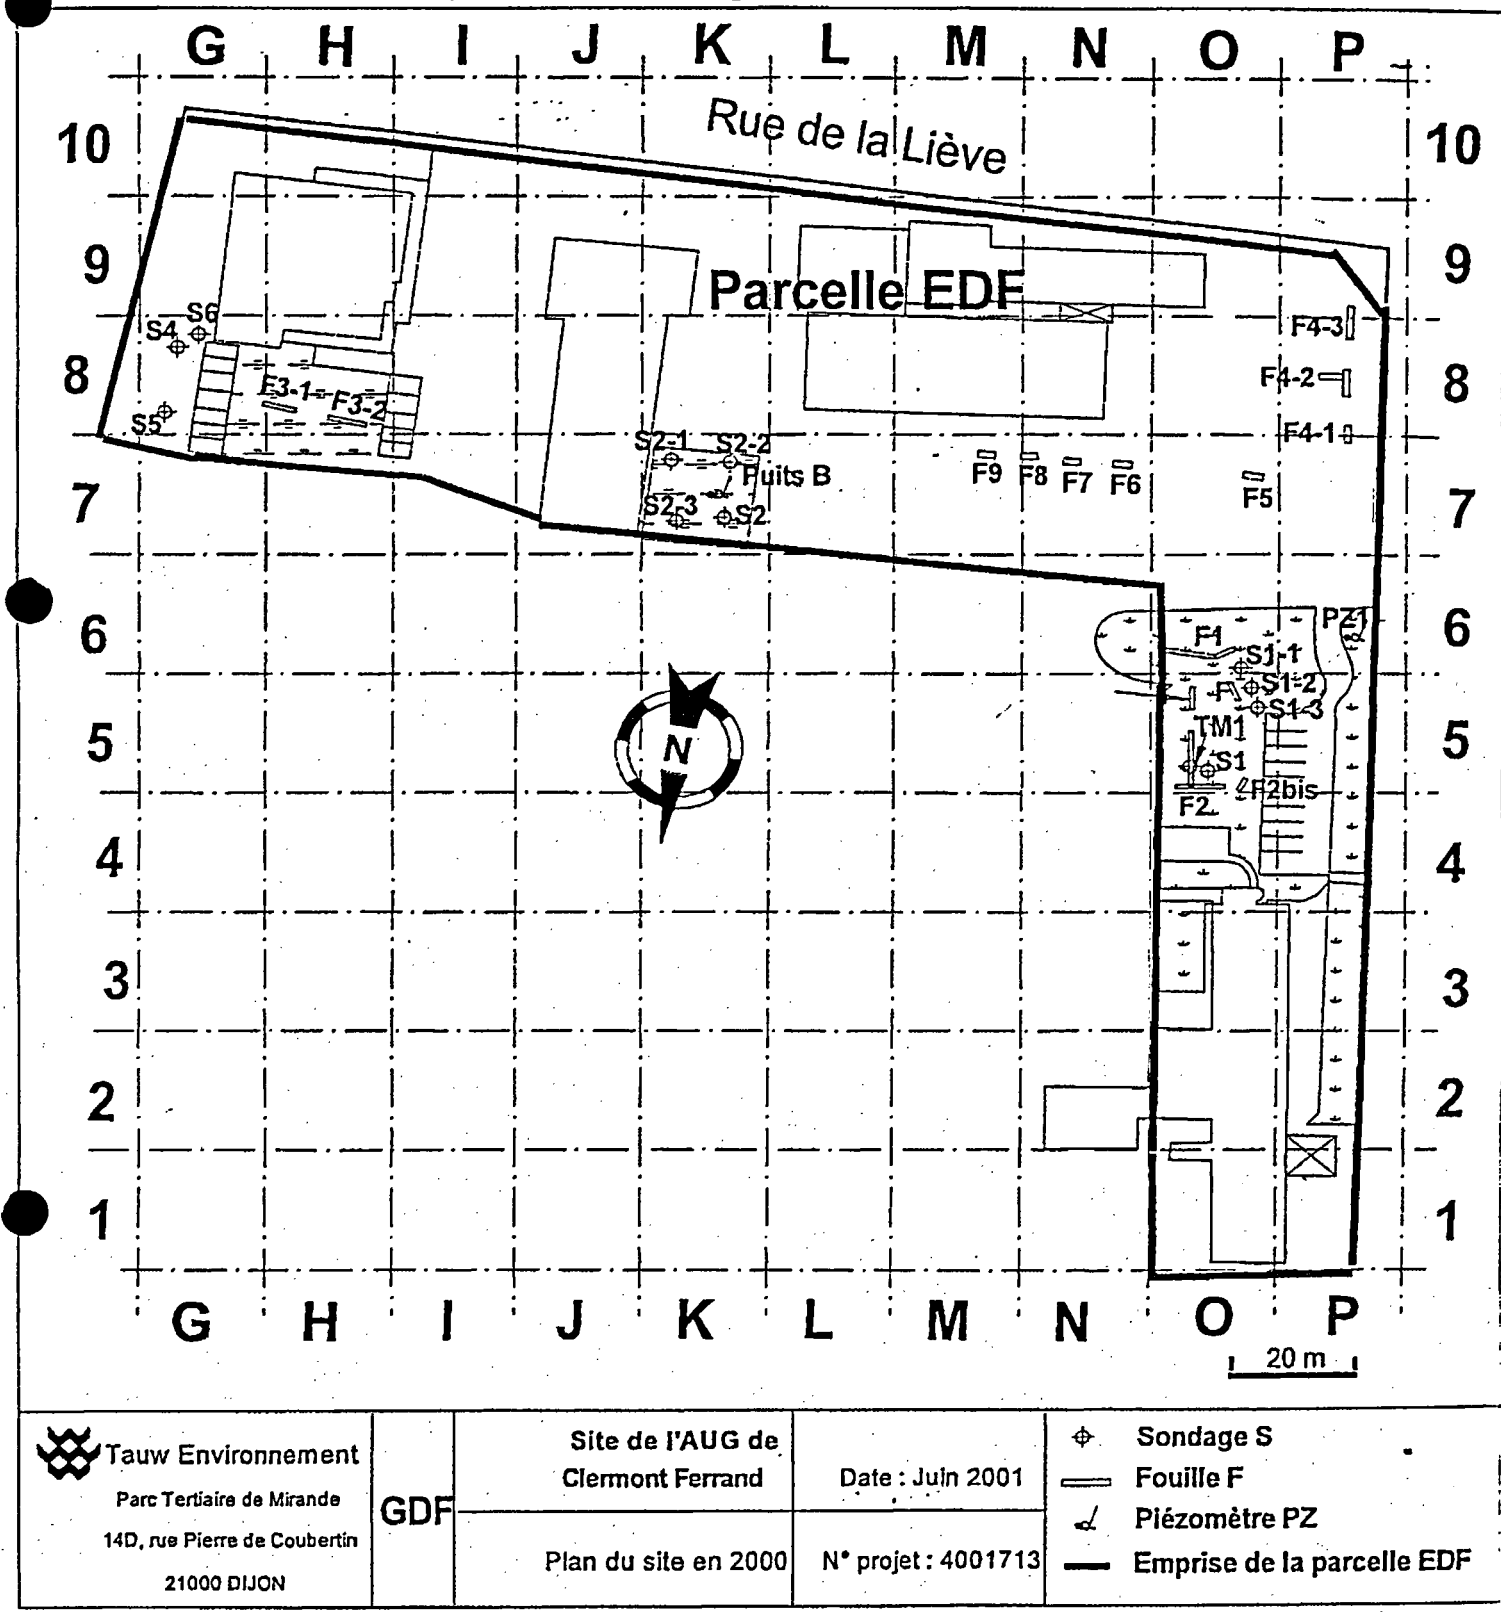 G H I J K L M N O P
10 10
Rue de la Liève
9 9
Parcelle EDF
S6
S4
F4-3
8 8
F4-2
F3-1
F3-2
S5
F4-1
S2-1 S2-2
Puits B
F9 F8 F7 F6 F5
7 7
S2-3 S2
6 6
PZ1
F1
S1-1
S1-2
F
S1-3
TM1
5 5
N
S1
F2bis
F2
4 4
3 3
2 2
1 1
G H I J K L M N O P
20 m
Tauw Environnement
Parc Tertiaire de Mirande
14D, rue Pierre de Coubertin
21000 DIJON
GDF
Site de l'AUG de
Clermont Ferrand
Plan du site en 2000
Date : Juin 2001
N° projet : 4001713
Sondage S
Fouille F
Piézomètre PZ
Emprise de la parcelle EDF